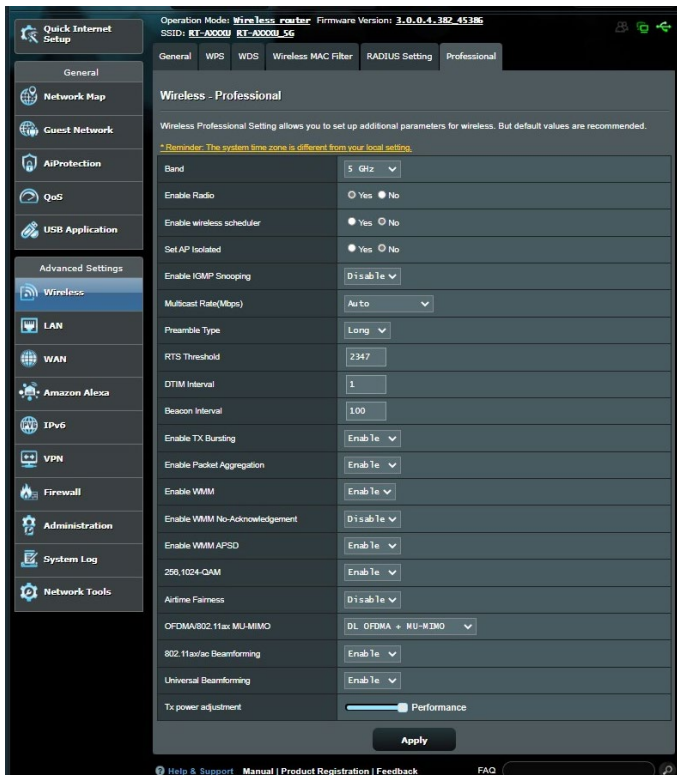 Quick Internet
Setup
General
Network Map
Guest Network
AiProtection
QoS
USB Application
Advanced Settings
Wireless
LAN
WAN
Amazon Alexa
IPv6
VPN
Firewall
Administration
System Log
Network Tools
Operation Mode: Wireless router Firmware Version: 3.0.0.4.382_45386
SSID: RT-AXXXU RT-AXXXU_5G
General WPS WDS Wireless MAC Filter RADIUS Setting Professional
Wireless - Professional
Wireless Professional Setting allows you to set up additional parameters for wireless. But default values are recommended.
* Reminder: The system time zone is different from your local setting.
Band 5 GHz
Enable Radio Yes No
Enable wireless scheduler Yes No
Set AP Isolated Yes No
Enable IGMP Snooping Disable
Multicast Rate(Mbps) Auto
Preamble Type Long
RTS Threshold 2347
DTIM Interval 1
Beacon Interval 100
Enable TX Bursting Enable
Enable Packet Aggregation Enable
Enable WMM Enable
Enable WMM No-Acknowledgement Disable
Enable WMM APSD Enable
256,1024-QAM Enable
Airtime Fairness Disable
OFDMA/802.11ax MU-MIMO DL OFDMA + MU-MIMO
802.11ax/ac Beamforming Enable
Universal Beamforming Enable
Tx power adjustment Performance
Apply
Help & Support Manual | Product Registration | Feedback FAQ